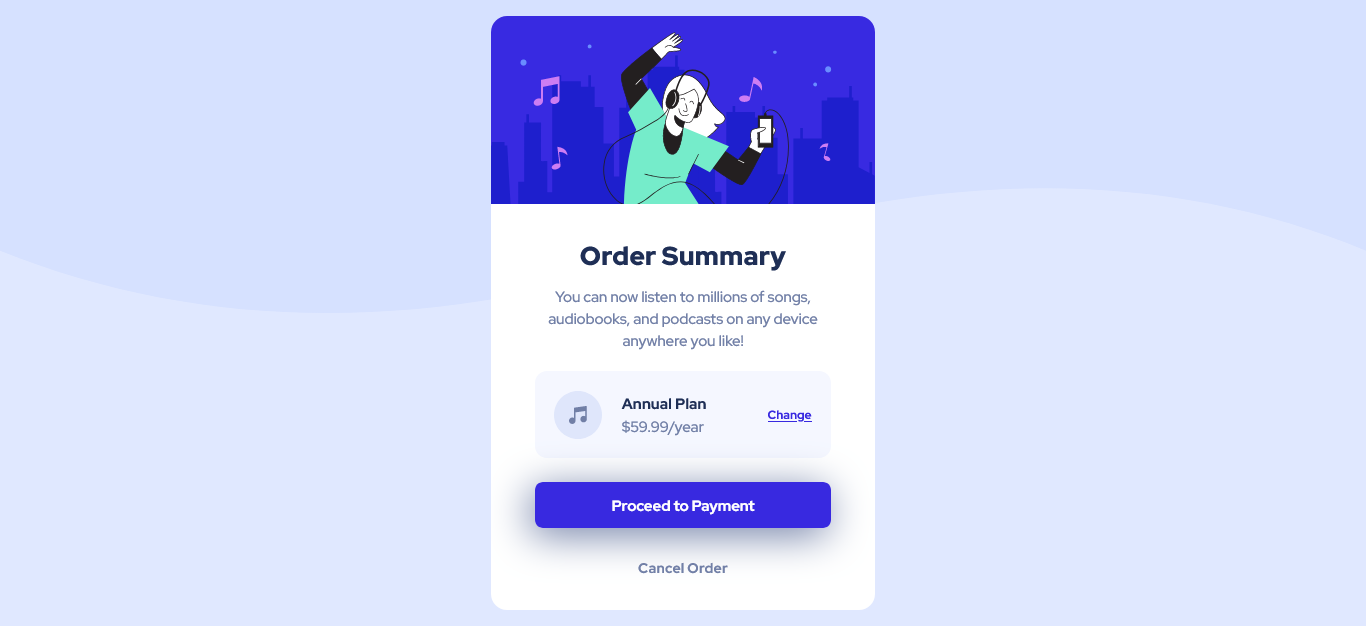 Order Summary
You can now listen to millions of songs,
audiobooks, and podcasts on any device
anywhere you like!
Annual Plan
$59.99/year
Change
Proceed to Payment
Cancel Order